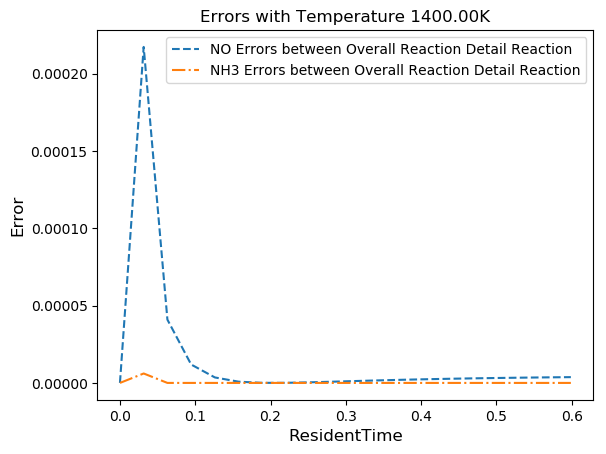 Errors with Temperature 1400.00K
NO Errors between Overall Reaction Detail Reaction
NH3 Errors between Overall Reaction Detail Reaction
0.00020
0.00015
0.00010
0.00005
0.00000
Error
0.0 0.1 0.2 0.3 0.4 0.5 0.6
ResidentTime